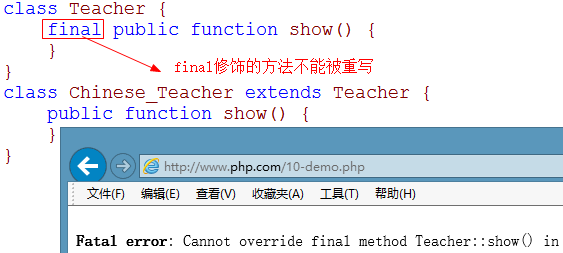 class Teacher {
final public function show() {
}
final修饰的方法不能被重写
}
class Chinese_Teacher extends Teacher {
public function show() {
}
}
http://www.php.com/10-demo.php
文件(F) 编辑(E) 查看(V) 收藏夹(A) 工具(T) 帮助(H)
Fatal error: Cannot override final method Teacher::show() in